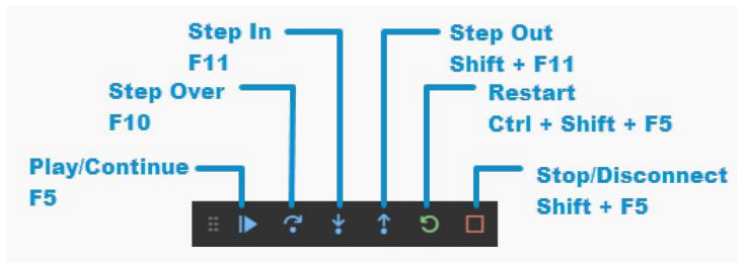 Step In
F11
Step Out
Shift + F11
Step Over
F10
Restart
Ctrl + Shift + F5
Play/Continue
F5
Stop/Disconnect
Shift + F5